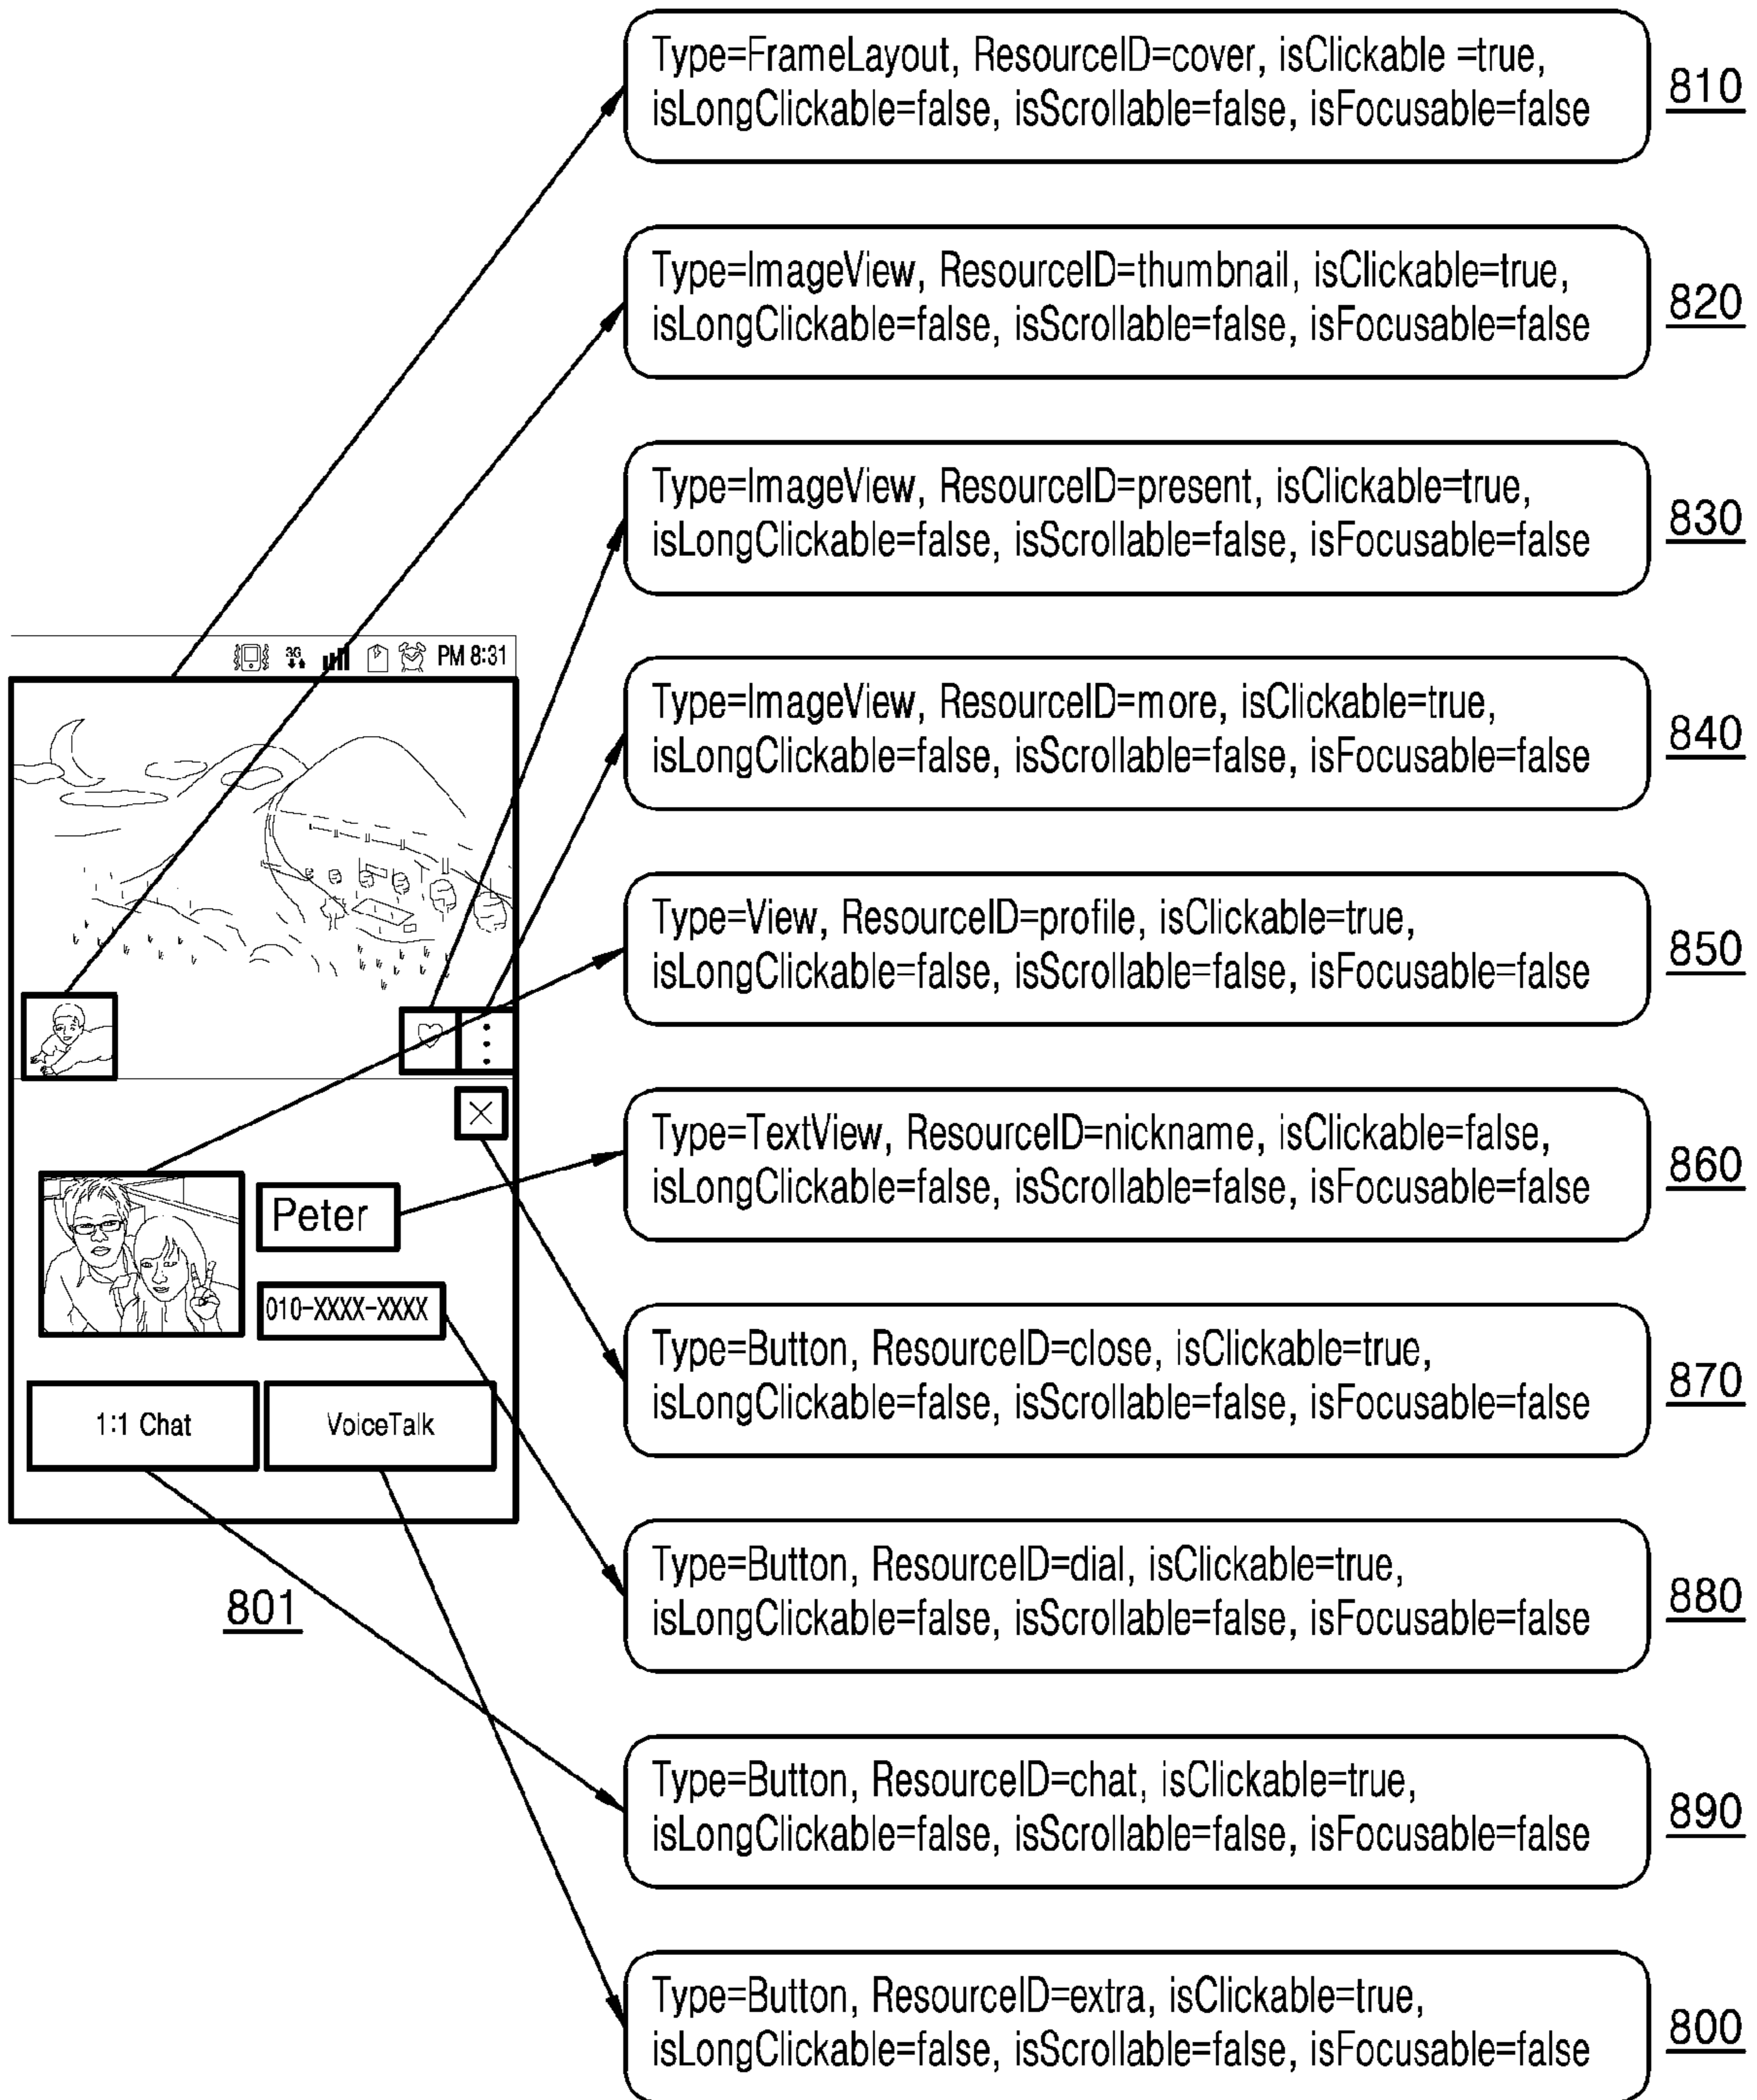 Type=FrameLayout, ResourceID=cover, isClickable =true,
isLongClickable=false, isScrollable=false, isFocusable=false
810
Type=ImageView, ResourceID=thumbnail, isClickable=true,
isLongClickable=false, isScrollable=false, isFocusable=false
820
Type=ImageView, ResourceID=present, isClickable=true,
isLongClickable=false, isScrollable=false, isFocusable=false
830
3G
PM 8:31
Type=ImageView, ResourceID=more, isClickable=true,
isLongClickable=false, isScrollable=false, isFocusable=false
840
Type=View, ResourceID=profile, isClickable=true,
isLongClickable=false, isScrollable=false, isFocusable=false
850
Type=TextView, ResourceID=nickname, isClickable=false,
isLongClickable=false, isScrollable=false, isFocusable=false
860
Peter
010-XXXX-XXXX
Type=Button, ResourceID=close, isClickable=true,
isLongClickable=false, isScrollable=false, isFocusable=false
870
1:1 Chat
VoiceTalk
Type=Button, ResourceID=dial, isClickable=true,
isLongClickable=false, isScrollable=false, isFocusable=false
880
801
Type=Button, ResourceID=chat, isClickable=true,
isLongClickable=false, isScrollable=false, isFocusable=false
890
Type=Button, ResourceID=extra, isClickable=true,
isLongClickable=false, isScrollable=false, isFocusable=false
800